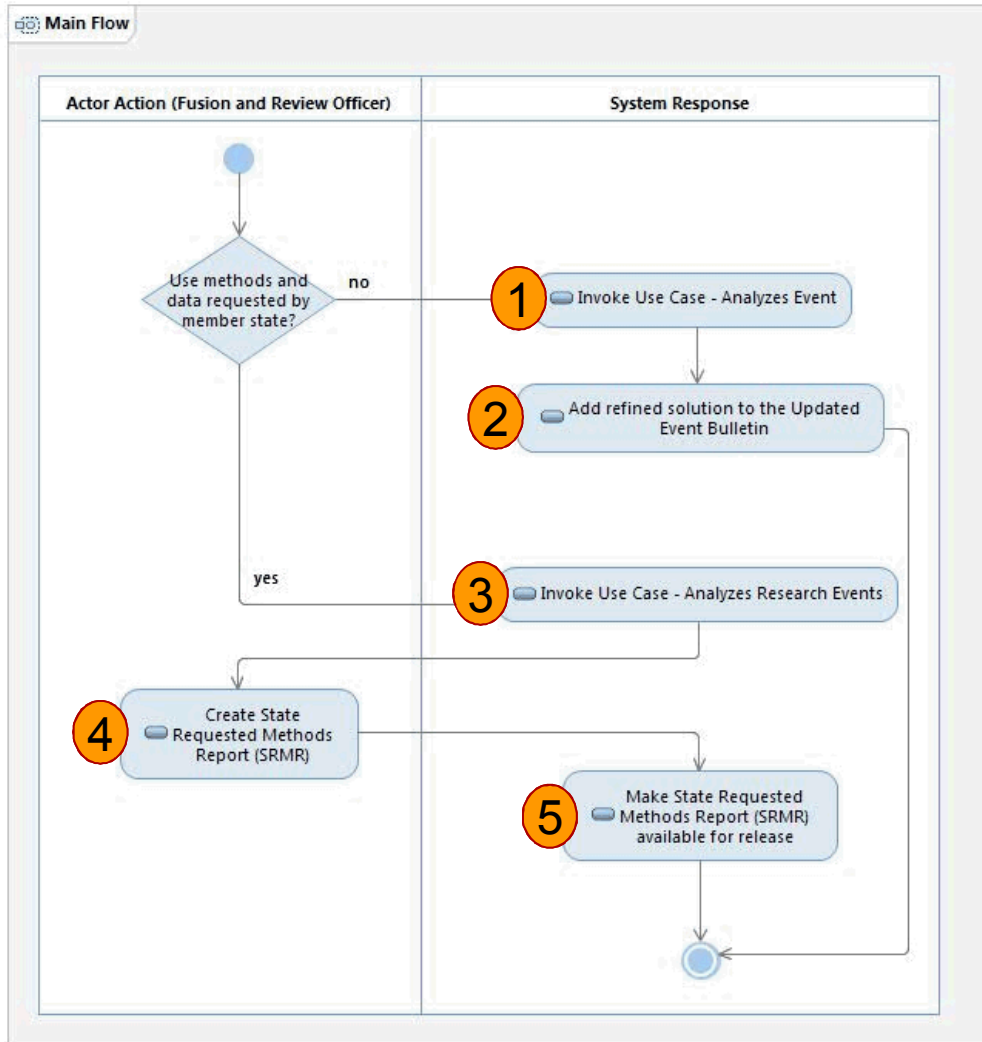 Main Flow
Actor Action (Fusion and Review Officer)
System Response
Use methods and
data requested by
member state?
no
1
Invoke Use Case - Analyzes Event
2
Add refined solution to the Updated
Event Bulletin
yes
3
Invoke Use Case - Analyzes Research Events
4
Create State
Requested Methods
Report (SRMR)
5
Make State Requested
Methods Report (SRMR)
available for release